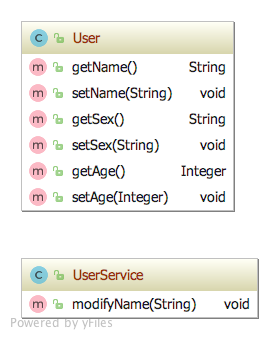 C User
m getName() String
m setName(String) void
m getSex() String
m setSex(String) void
m getAge() Integer
m setAge(Integer) void
C UserService
m modifyName(String) void
Powered by yFiles